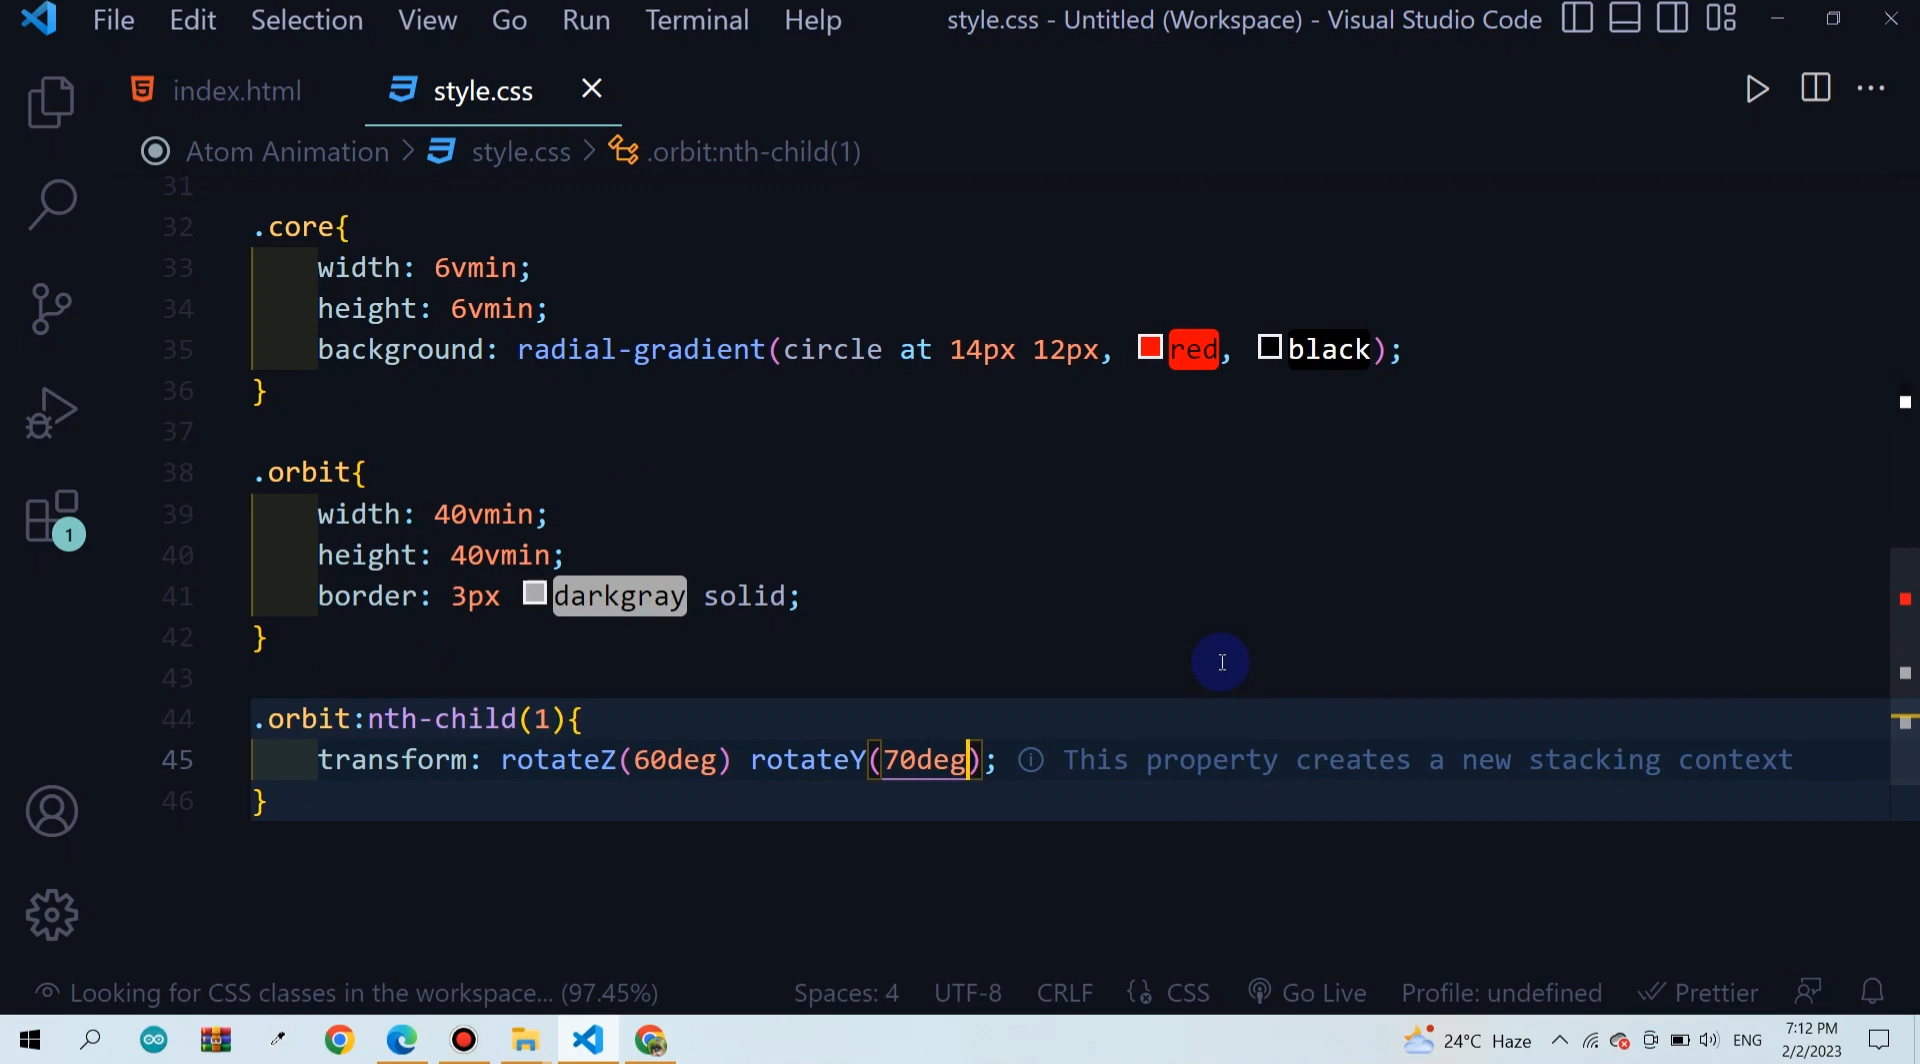 File Edit Selection View Go Run Terminal Help style.css - Untitled (Workspace) - Visual Studio Code
index.html style.css
Atom Animation > style.css > .orbit:nth-child(1)
31
32 .core{
33 width: 6vmin;
34 height: 6vmin;
35 background: radial-gradient(circle at 14px 12px, red, black);
36 }
37
38 .orbit{
39 width: 40vmin;
40 height: 40vmin;
41 border: 3px darkgray solid;
42 }
43
44 .orbit:nth-child(1){
45 transform: rotateZ(60deg) rotateY(70deg); This property creates a new stacking context
46 }
1
Looking for CSS classes in the workspace... (97.45%) Spaces: 4 UTF-8 CRLF CSS Go Live Profile: undefined Prettier
24°C Haze ENG 7:12 PM
2/2/2023